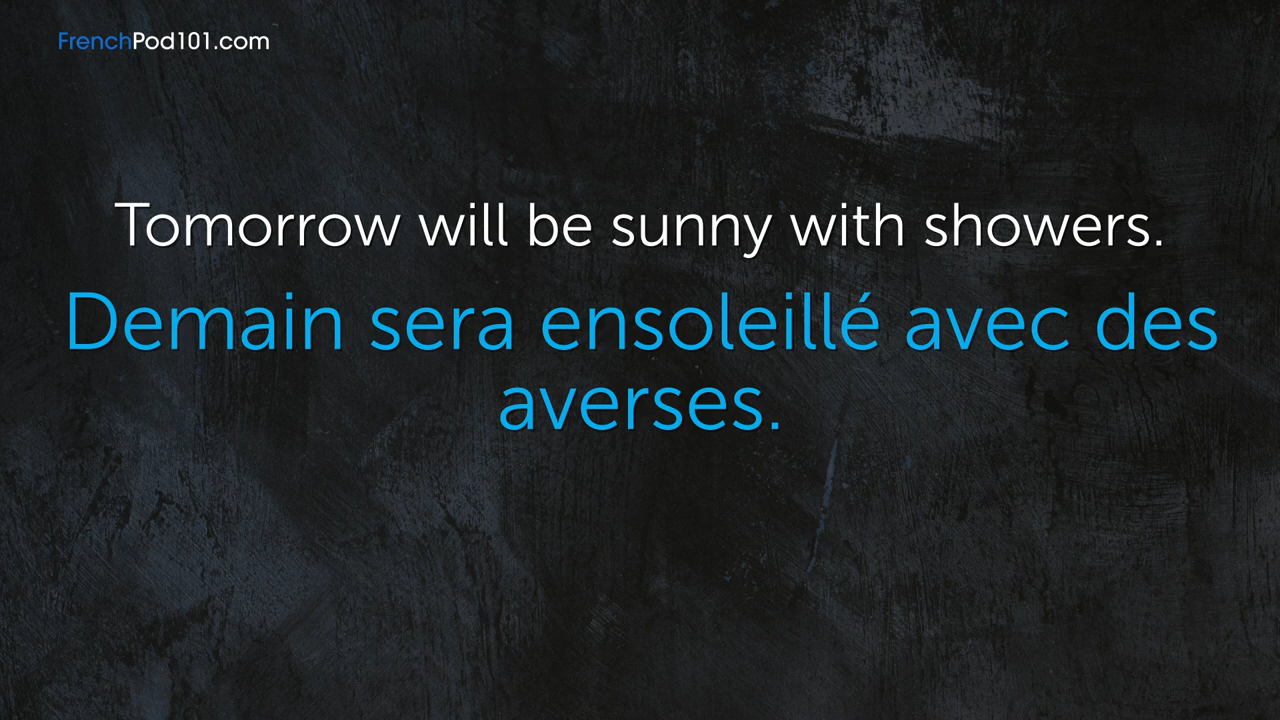 FrenchPod101.com
Tomorrow will be sunny with showers.
Demain sera ensoleillé avec des
averses.